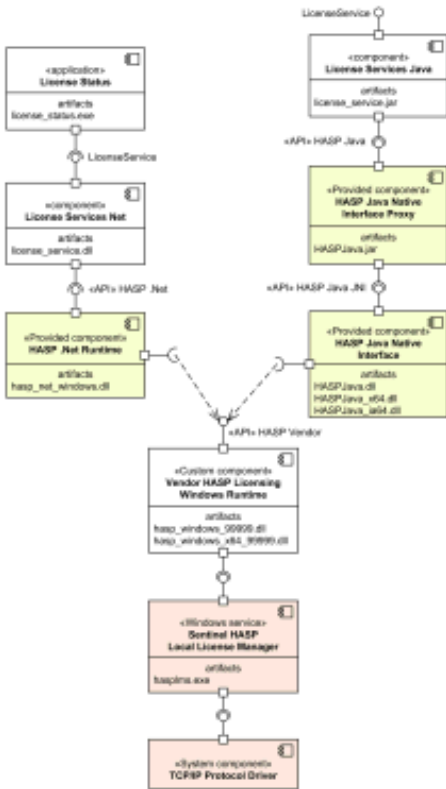 LicenseService
«application»
License Status
artifacts
license_status.exe
LicenseService
«component»
License Services Net
artifacts
license_service.dll
«API» HASP .Net
«Provided component»
HASP .Net Runtime
artifacts
hasp_net_windows.dll
«component»
License Services Java
artifacts
license_service.jar
«API» HASP Java
«Provided component»
HASP Java Native
Interface Proxy
artifacts
HASPJava.jar
«API» HASP Java JNI
«Provided component»
HASP Java Native
Interface
artifacts
HASPJava.dll
HASPJava_x64.dll
HASPJava_ia64.dll
«API» HASP Vendor
«Custom component»
Vendor HASP Licensing
Windows Runtime
artifacts
hasp_windows_99999.dll
hasp_windows_x64_99999.dll
«Windows service»
Sentinel HASP
Local License Manager
artifacts
hasplms.exe
«System component»
TCP/IP Protocol Driver